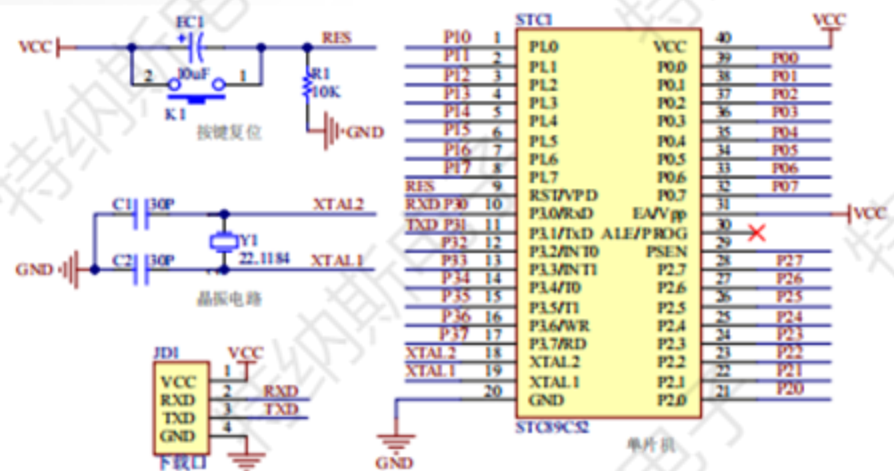 EC1
VCC
RES
10uF
2
1
K1
R1
10K
GND
按键复位
C1
30P
XTAL2
Y1
22.1184
C2
30P
XTAL1
GND
晶振电路
JD1
VCC
VCC 1
RXD 2 RXD
TXD 3 TXD
GND 4
下载口
STC1
VCC
P10 1 P1.0 VCC 40
P11 2 P1.1 P0.0 39 P00
P12 3 P1.2 P0.1 38 P01
P13 4 P1.3 P0.2 37 P02
P14 5 P1.4 P0.3 36 P03
P15 6 P1.5 P0.4 35 P04
P16 7 P1.6 P0.5 34 P05
P17 8 P1.7 P0.6 33 P06
RES 9 RST/VPD P0.7 32 P07
RXD P30 10 P3.0/RxD EA/Vpp 31 VCC
TXD P31 11 P3.1/TxD ALE/PROG 30
P32 12 P3.2/INT0 PSEN 29
P33 13 P3.3/INT1 P2.7 28 P27
P34 14 P3.4/T0 P2.6 27 P26
P35 15 P3.5/T1 P2.5 26 P25
P36 16 P3.6/WR P2.4 25 P24
P37 17 P3.7/RD P2.3 24 P23
XTAL2 18 XTAL2 P2.2 23 P22
XTAL1 19 XTAL1 P2.1 22 P21
20 GND P2.0 21 P20
STC89C52
GND
单片机
特纳斯电子